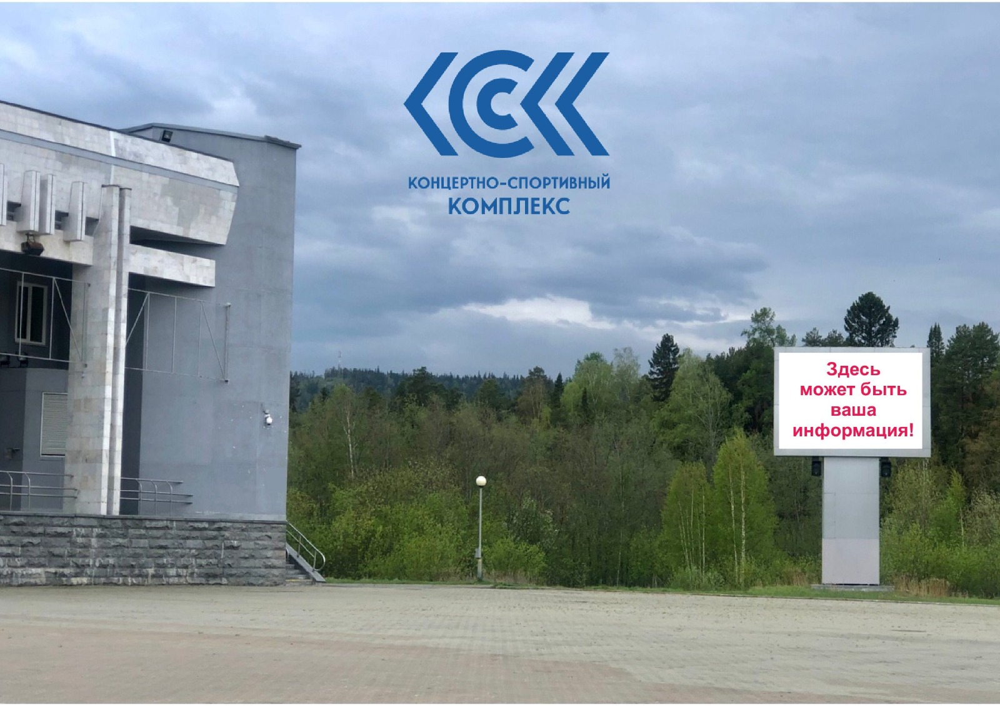 КСК
КОНЦЕРТНО-СПОРТИВНЫЙ
КОМПЛЕКС
Здесь
может быть
ваша
информация!